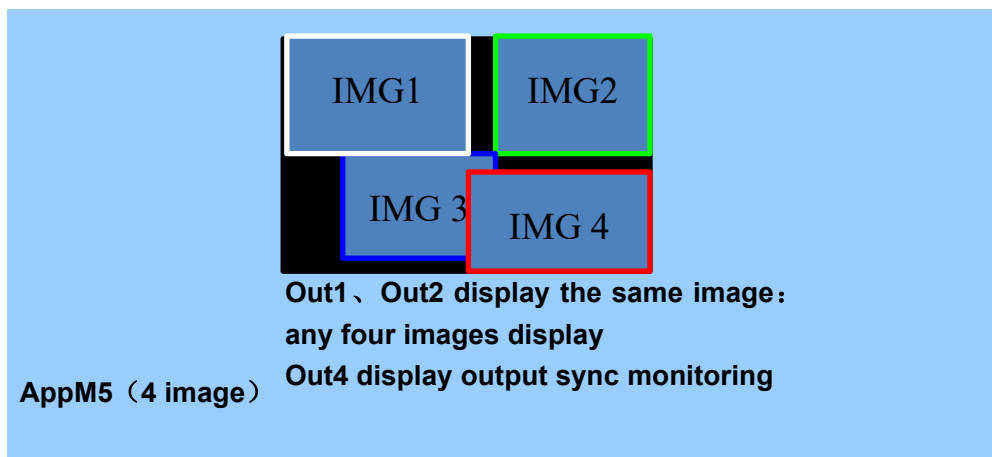 IMG1
IMG2
IMG 3
IMG 4
Out1、Out2 display the same image：
any four images display
Out4 display output sync monitoring
AppM5（4 image）